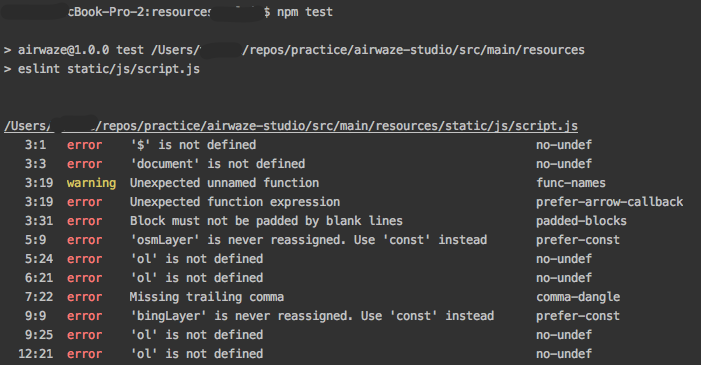 cBook-Pro-2:resources $ npm test
> airwaze@1.0.0 test /Users/ /repos/practice/airwaze-studio/src/main/resources
> eslint static/js/script.js
/Users/ /repos/practice/airwaze-studio/src/main/resources/static/js/script.js
3:1 error '$' is not defined no-undef
3:3 error 'document' is not defined no-undef
3:19 warning Unexpected unnamed function func-names
3:19 error Unexpected function expression prefer-arrow-callback
3:31 error Block must not be padded by blank lines padded-blocks
5:9 error 'osmLayer' is never reassigned. Use 'const' instead prefer-const
5:24 error 'ol' is not defined no-undef
6:21 error 'ol' is not defined no-undef
7:22 error Missing trailing comma comma-dangle
9:9 error 'bingLayer' is never reassigned. Use 'const' instead prefer-const
9:25 error 'ol' is not defined no-undef
12:21 error 'ol' is not defined no-undef